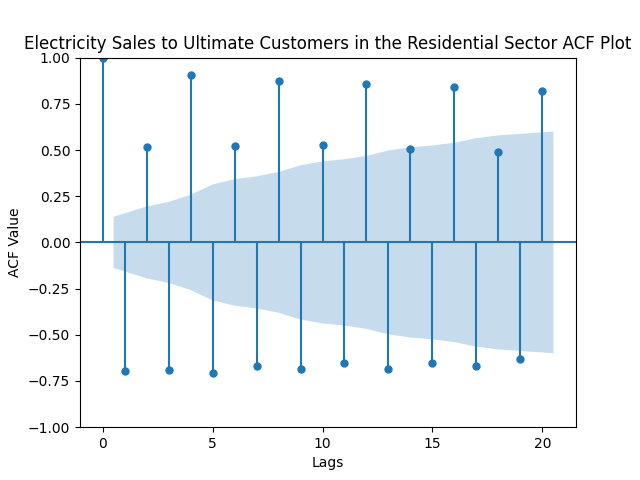 Electricity Sales to Ultimate Customers in the Residential Sector ACF Plot
1.00
0.75
0.50
0.25
0.00
−0.25
−0.50
−0.75
−1.00
ACF Value
0 5 10 15 20
Lags